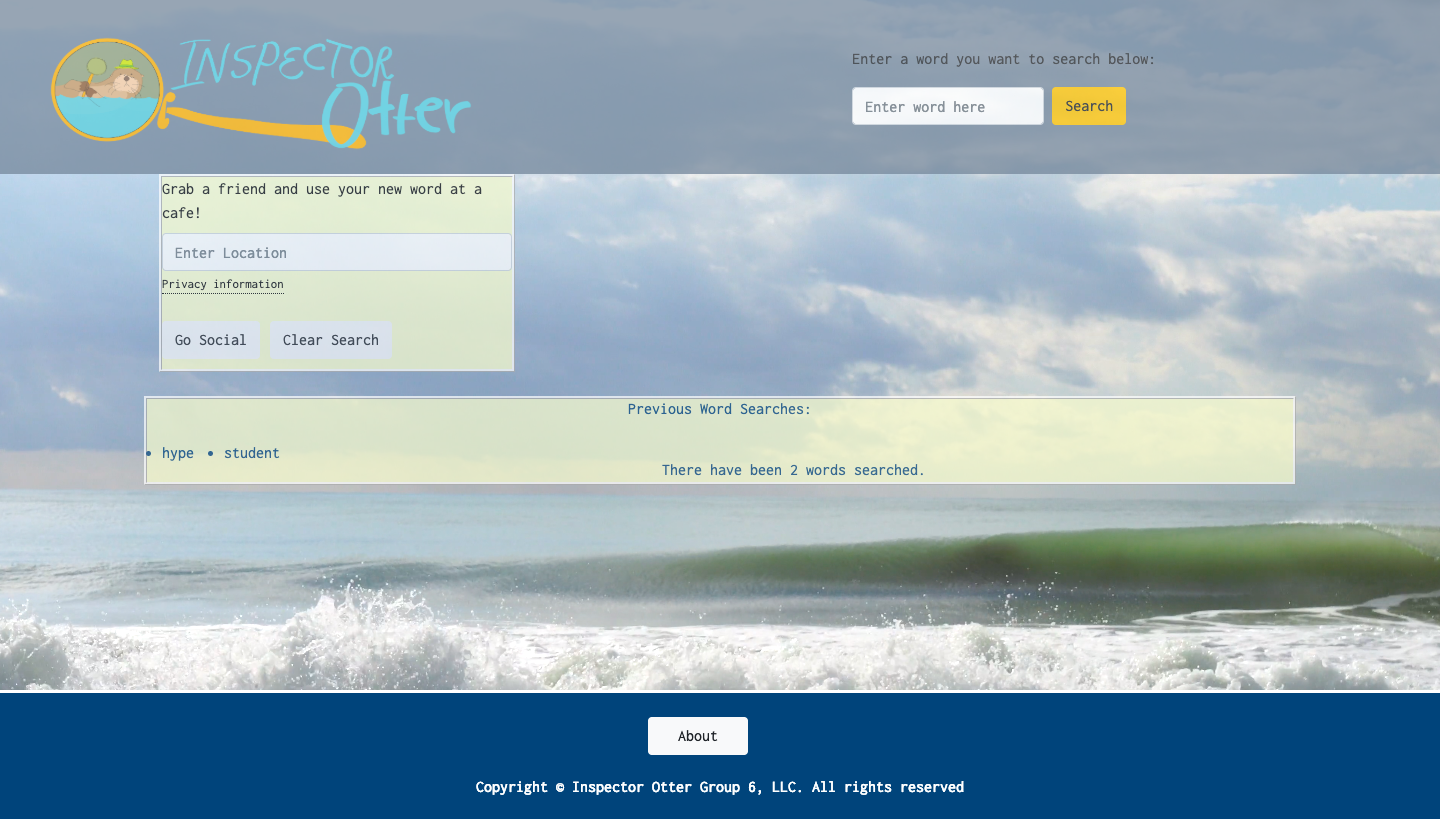 INSPECTOR
Otter
Enter a word you want to search below:
Enter word here
Search
Grab a friend and use your new word at a
cafe!
Enter Location
Privacy information
Go Social
Clear Search
Previous Word Searches:
hype
student
There have been 2 words searched.
About
Copyright © Inspector Otter Group 6, LLC. All rights reserved